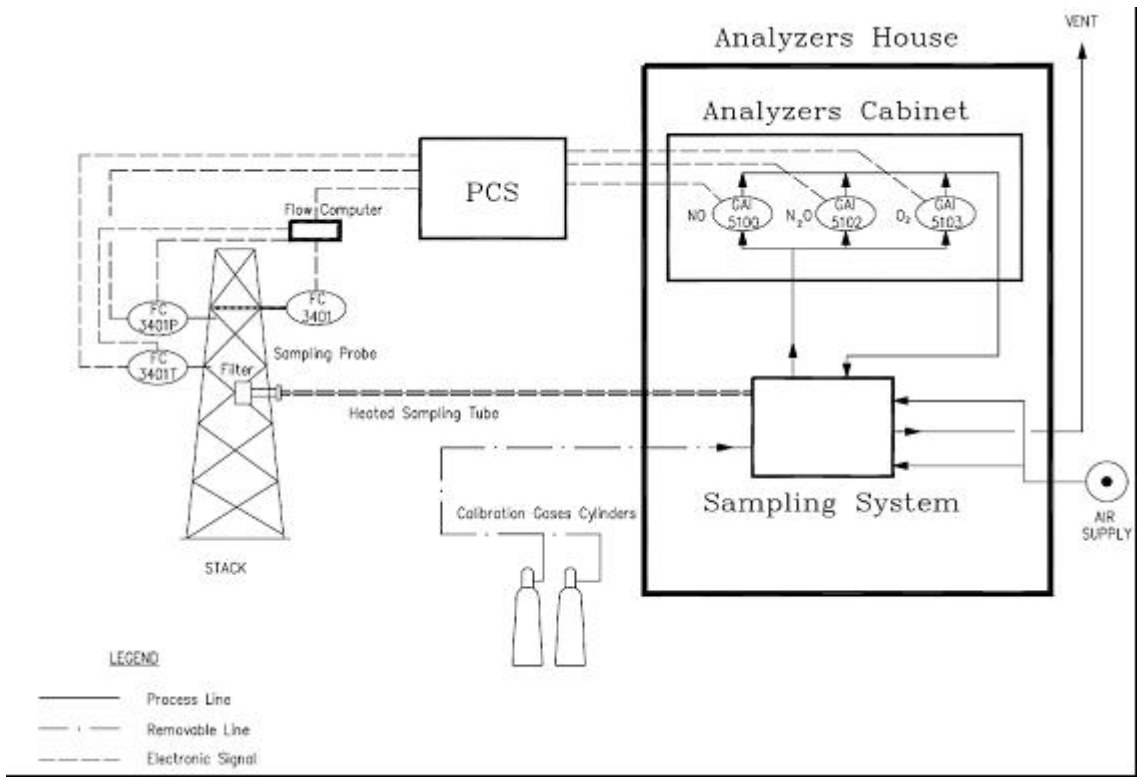 VENT
Analyzers House
Analyzers Cabinet
PCS
Flow Computer
NO
GAI
5100
N₂O
GAI
5102
O₂
GAI
5103
FC
3401P
FC
3401
FC
3401T
Sampling Probe
Filter
Heated Sampling Tube
Sampling System
Calibration Gases Cylinders
AIR
SUPPLY
STACK
LEGEND
Process Line
Removable Line
Electronic Signal